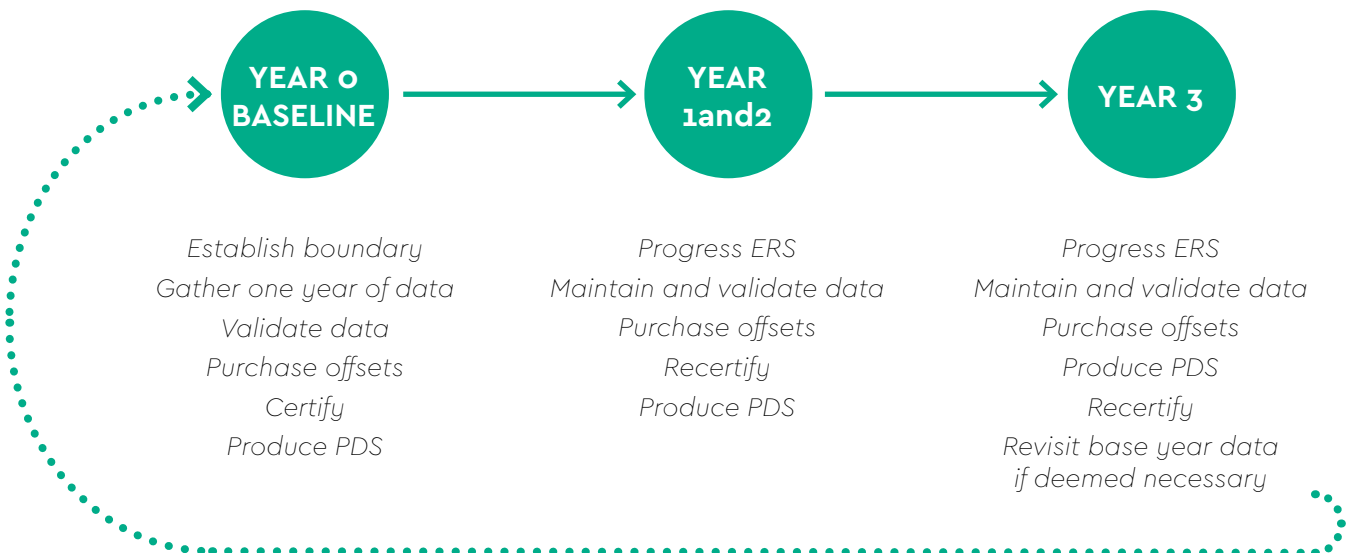 YEAR 0
BASELINE
Establish boundary
Gather one year of data
Validate data
Purchase offsets
Certify
Produce PDS
YEAR
1and2
Progress ERS
Maintain and validate data
Purchase offsets
Recertify
Produce PDS
YEAR 3
Progress ERS
Maintain and validate data
Purchase offsets
Produce PDS
Recertify
Revisit base year data
if deemed necessary